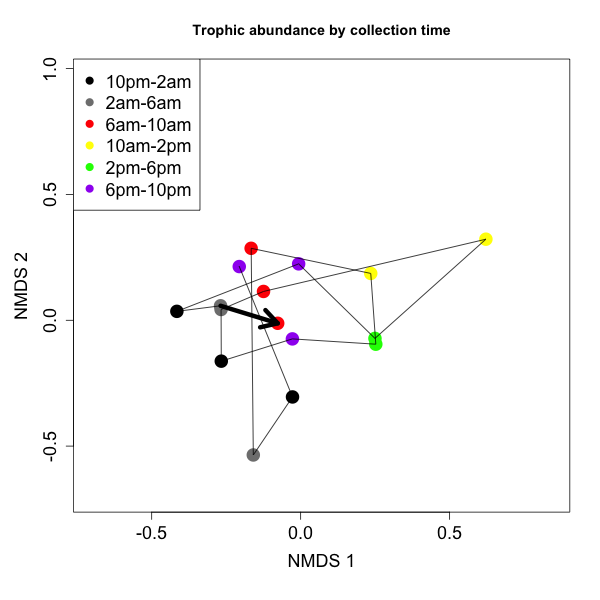 Trophic abundance by collection time
10pm-2am
2am-6am
6am-10am
10am-2pm
2pm-6pm
6pm-10pm
1.0
0.5
0.0
-0.5
NMDS 2
-0.5
0.0
0.5
NMDS 1